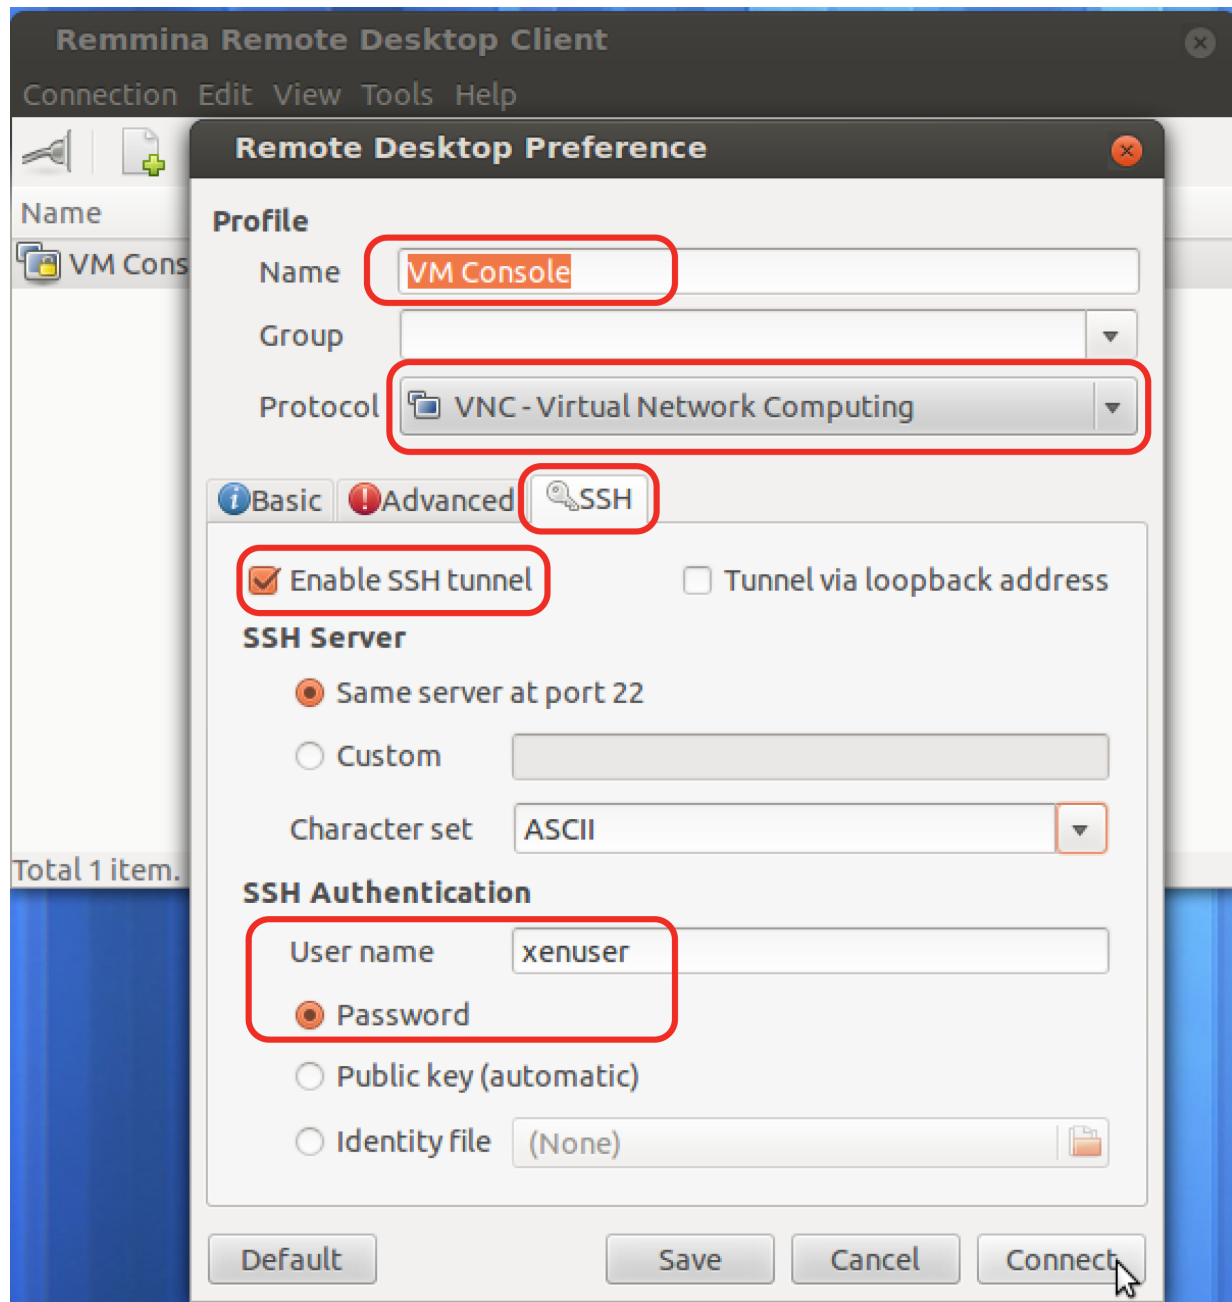 Remmina Remote Desktop Client
Connection Edit View Tools Help
Remote Desktop Preference
Name
VM Cons
Profile
Name VM Console
Group
Protocol VNC - Virtual Network Computing
Basic Advanced SSH
Enable SSH tunnel Tunnel via loopback address
SSH Server
Same server at port 22
Custom
Character set ASCII
Total 1 item.
SSH Authentication
User name xenuser
Password
Public key (automatic)
Identity file (None)
Default Save Cancel Connect